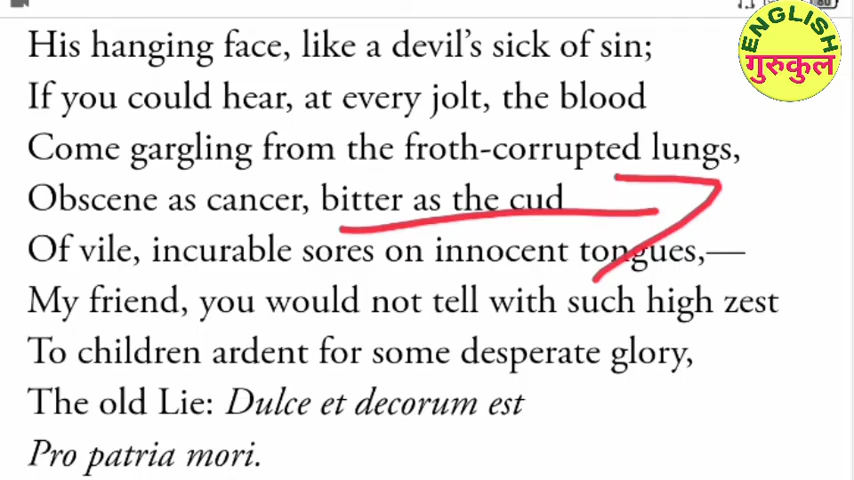 ENGLISH
गुरुकुल
His hanging face, like a devil’s sick of sin;
If you could hear, at every jolt, the blood
Come gargling from the froth-corrupted lungs,
Obscene as cancer, bitter as the cud
Of vile, incurable sores on innocent tongues,—
My friend, you would not tell with such high zest
To children ardent for some desperate glory,
The old Lie: Dulce et decorum est
Pro patria mori.